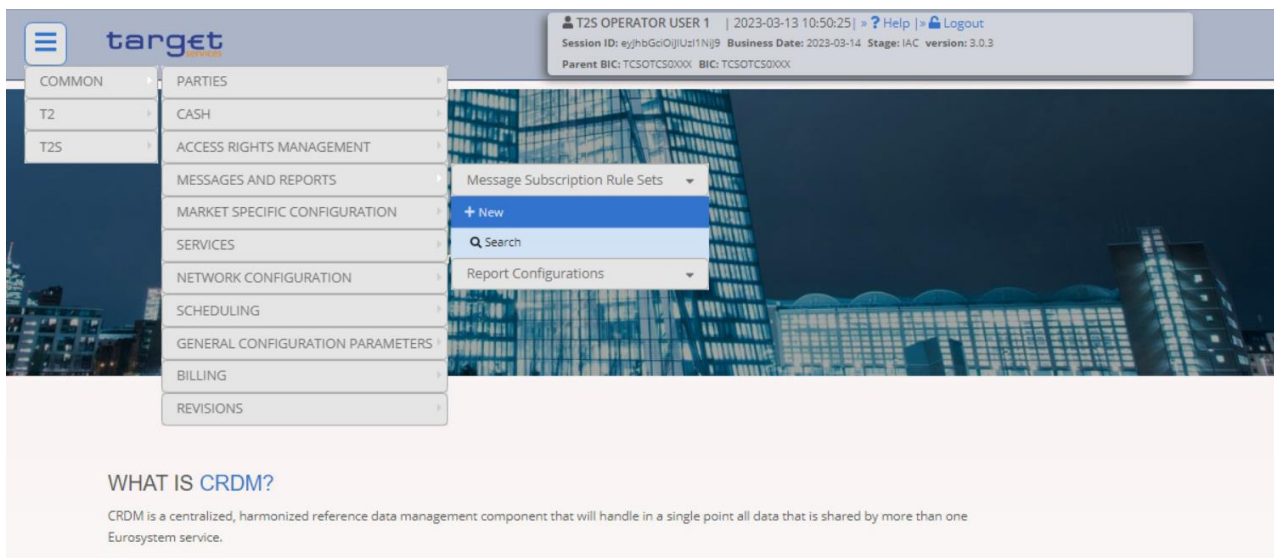 target
services
T2S OPERATOR USER 1 | 2023-03-13 10:50:25| » ? Help |» Logout
Session ID: eyJhbGciOiJIUzI1NiJ9 Business Date: 2023-03-14 Stage: IAC version: 3.0.3
Parent BIC: TCSOTCS0XXX BIC: TCSOTCS0XXX
COMMON
T2
T2S
PARTIES
CASH
ACCESS RIGHTS MANAGEMENT
MESSAGES AND REPORTS
MARKET SPECIFIC CONFIGURATION
SERVICES
NETWORK CONFIGURATION
SCHEDULING
GENERAL CONFIGURATION PARAMETERS
BILLING
REVISIONS
Message Subscription Rule Sets
+ New
Search
Report Configurations
WHAT IS CRDM?
CRDM is a centralized, harmonized reference data management component that will handle in a single point all data that is shared by more than one
Eurosystem service.